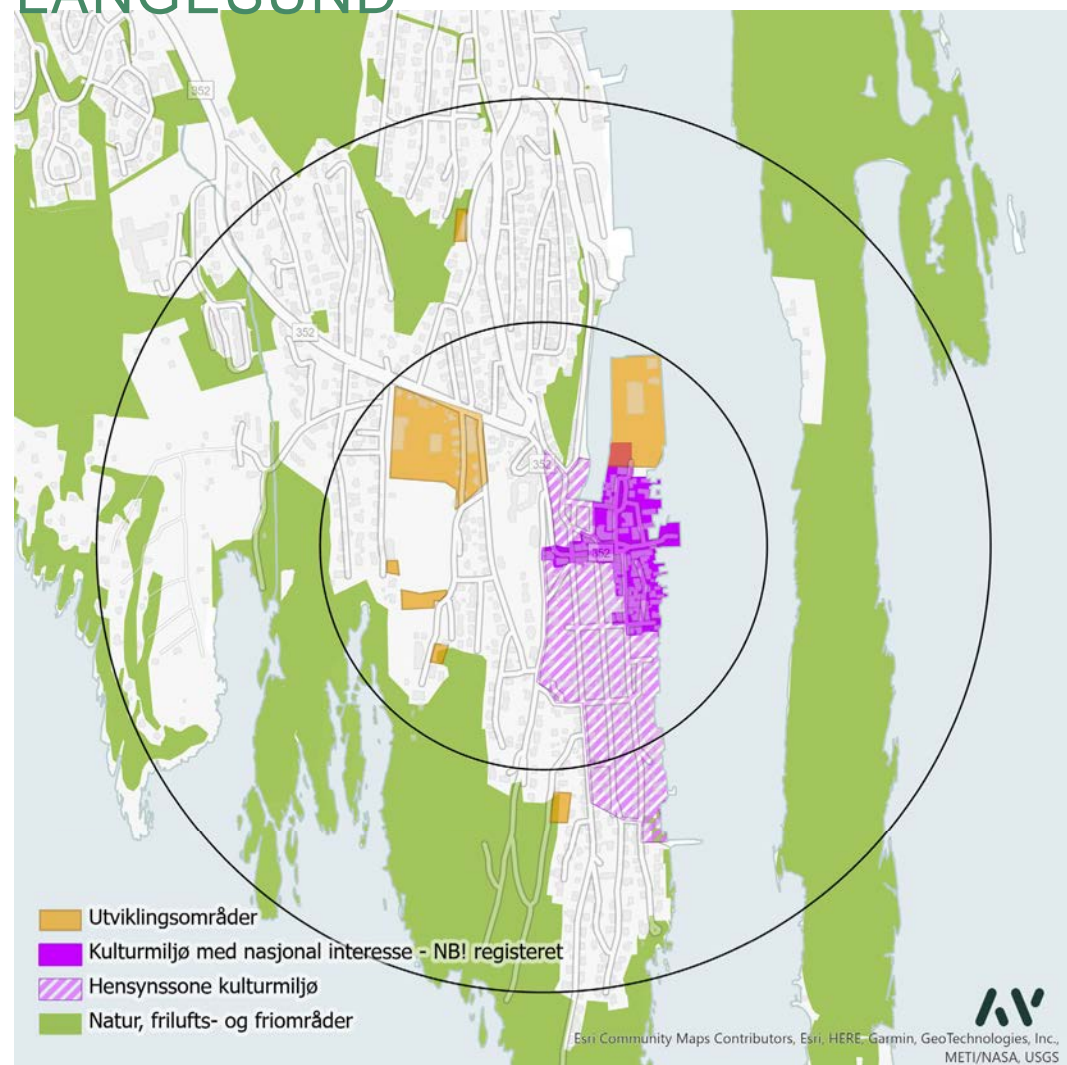 LANGESUND
352
352
352
352
Utviklingsområder
Kulturmiljø med nasjonal interesse - NB! registeret
Hensynssone kulturmiljø
Natur, frilufts- og friområder
Esri Community Maps Contributors, Esri, HERE, Garmin, GeoTechnologies, Inc.,
METI/NASA, USGS